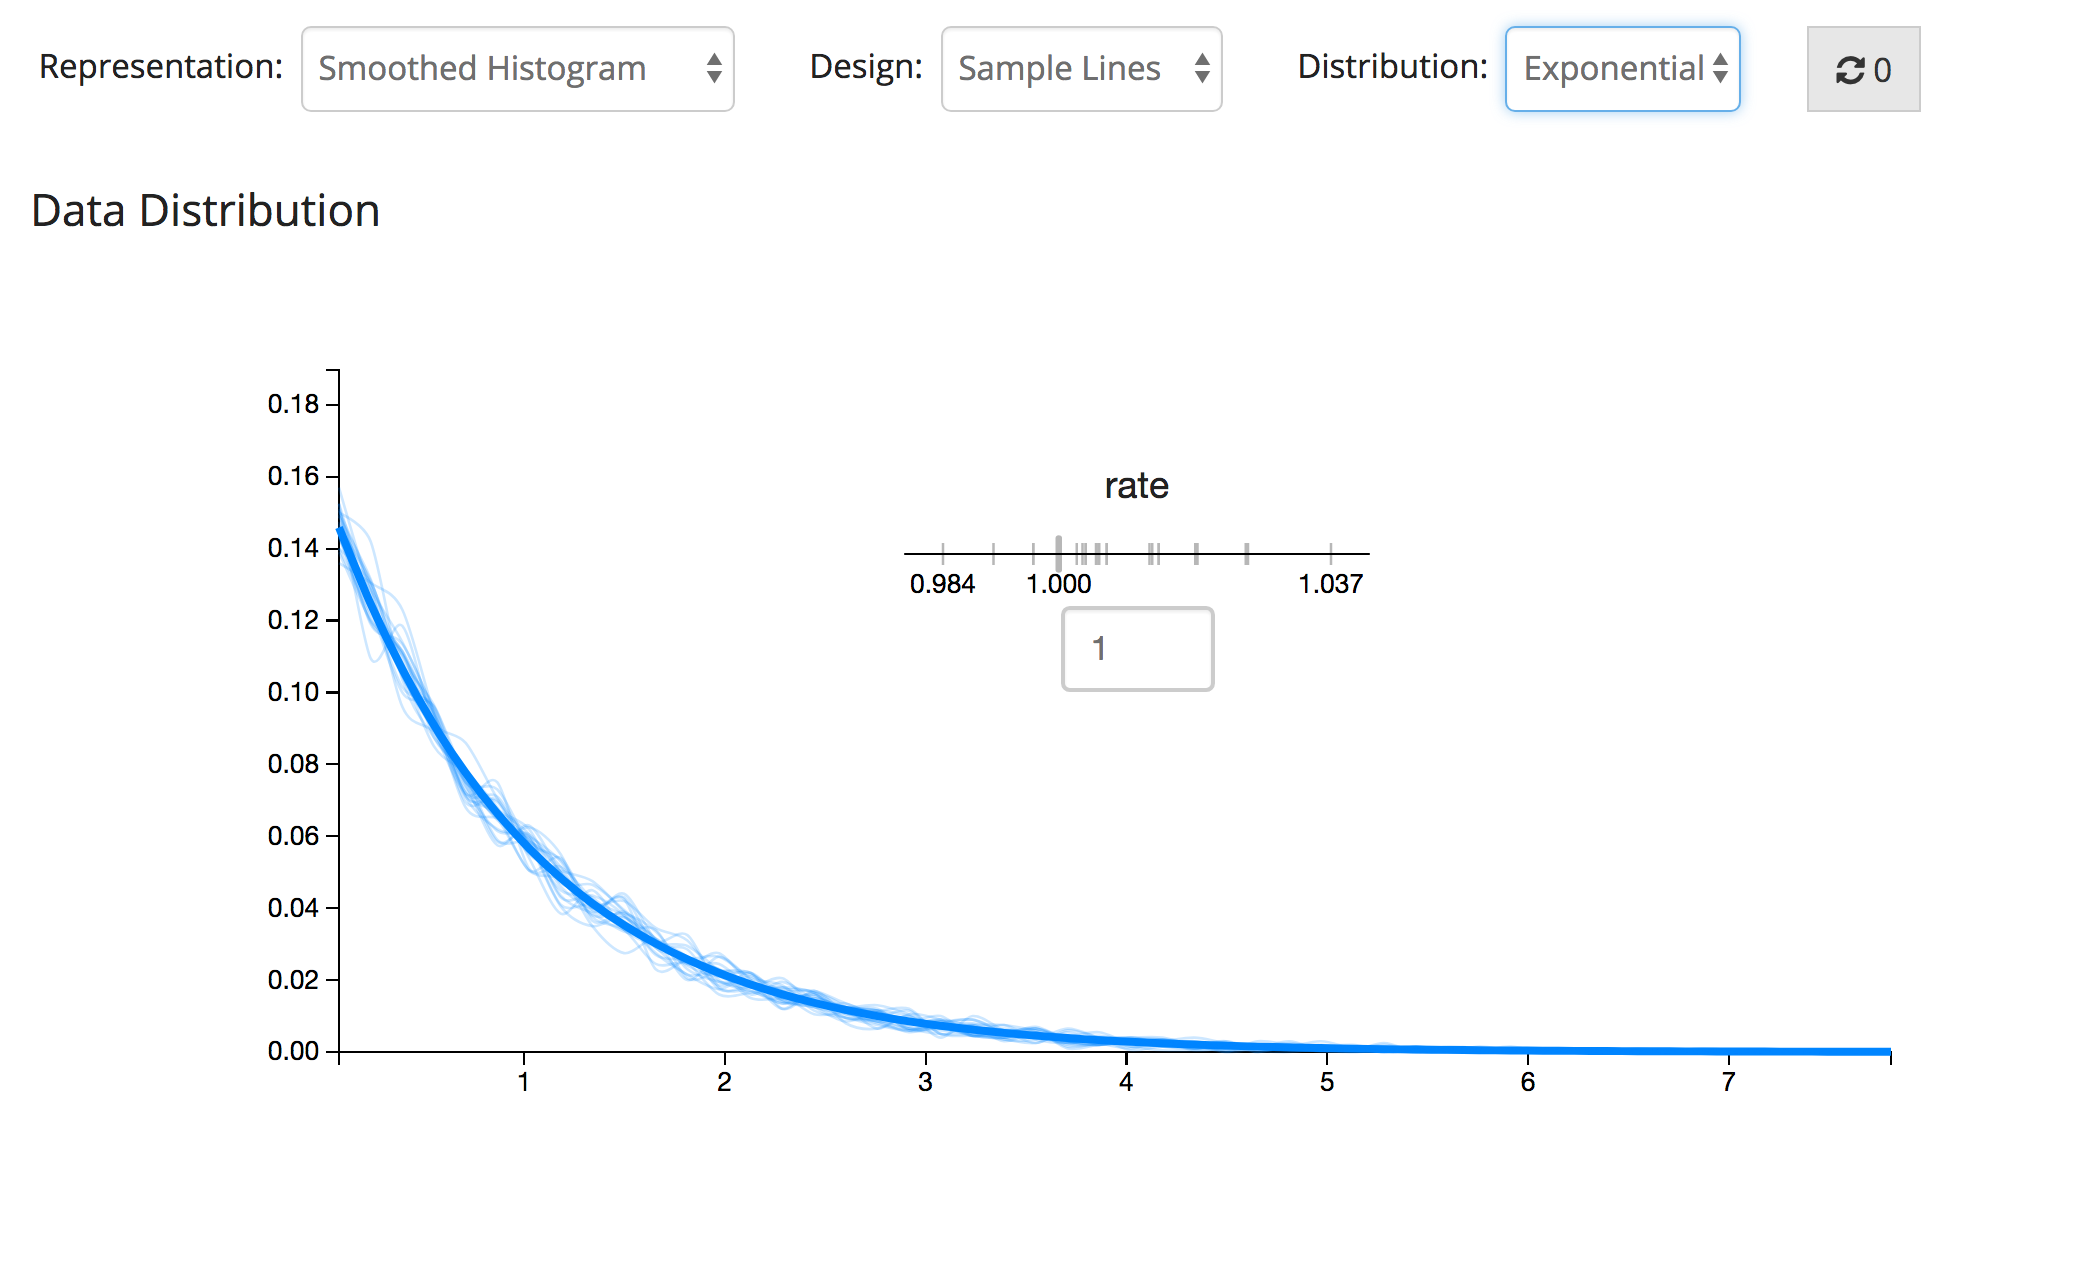 Representation: Smoothed Histogram Design: Sample Lines Distribution: Exponential 0
Data Distribution
0.18
0.16
0.14
0.12
0.10
0.08
0.06
0.04
0.02
0.00
1 2 3 4 5 6 7
rate
0.984 1.000 1.037
1